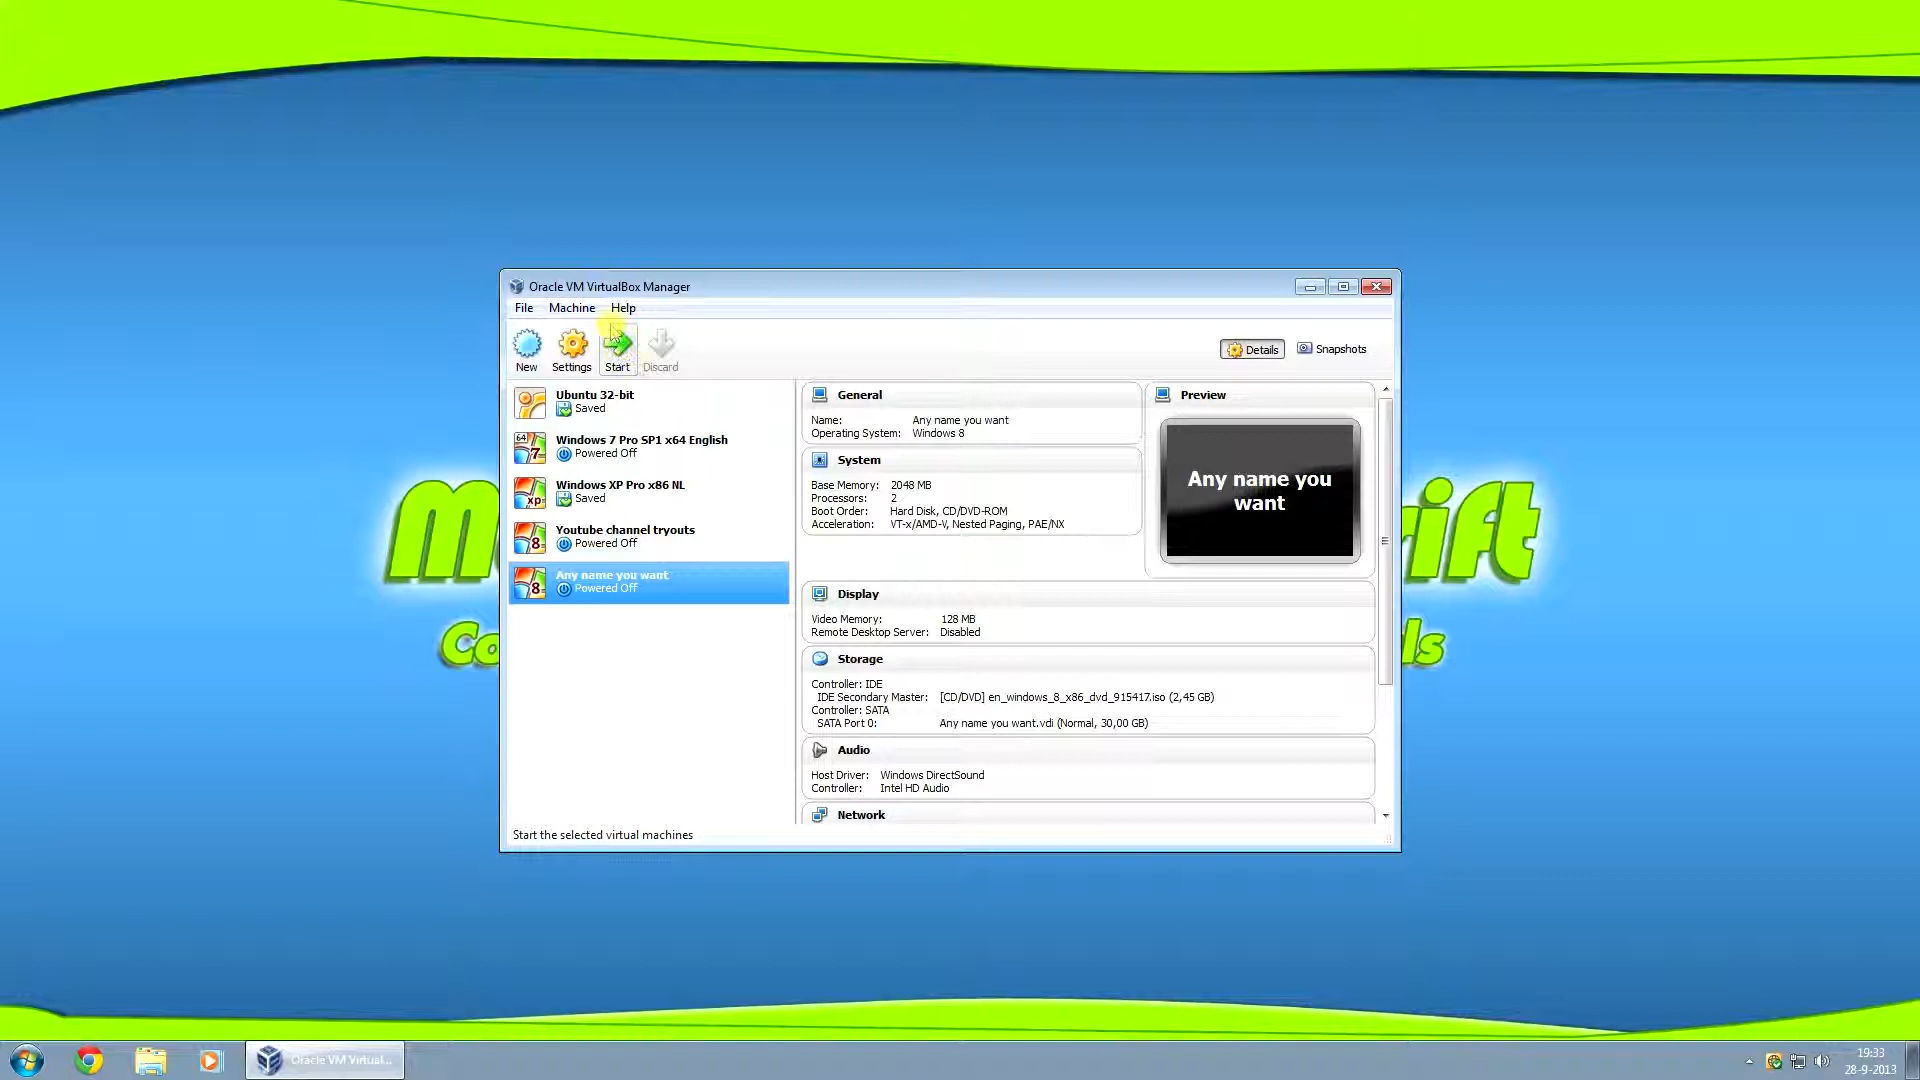 Oracle VM VirtualBox Manager
File Machine Help
New Settings Start Discard
Details Snapshots
Ubuntu 32-bit
Saved
64 7
Windows 7 Pro SP1 x64 English
Powered Off
xp
Windows XP Pro x86 NL
Saved
8
Youtube channel tryouts
Powered Off
8
Any name you want
Powered Off
General
Name: Any name you want
Operating System: Windows 8
System
Base Memory: 2048 MB
Processors: 2
Boot Order: Hard Disk, CD/DVD-ROM
Acceleration: VT-x/AMD-V, Nested Paging, PAE/NX
Preview
Any name you
want
Display
Video Memory: 128 MB
Remote Desktop Server: Disabled
Storage
Controller: IDE
IDE Secondary Master: [CD/DVD] en_windows_8_x86_dvd_915417.iso (2,45 GB)
Controller: SATA
SATA Port 0: Any name you want.vdi (Normal, 30,00 GB)
Audio
Host Driver: Windows DirectSound
Controller: Intel HD Audio
Network
Start the selected virtual machines
Oracle VM Virtual...
19:33
28-9-2013